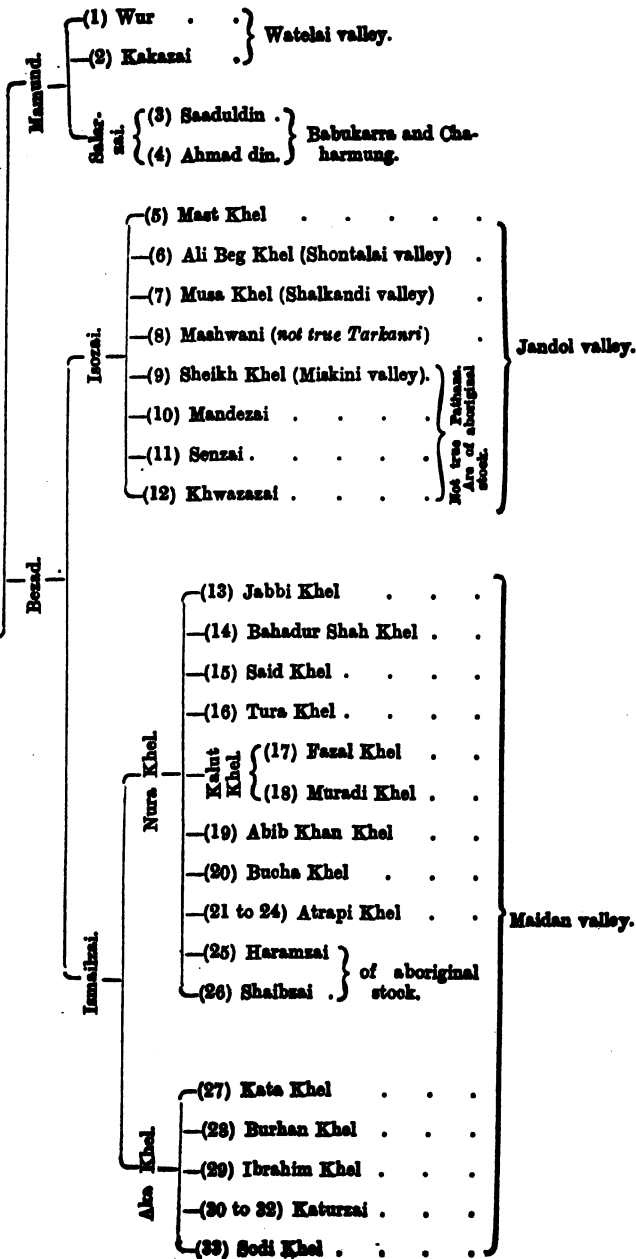 Mamund.
(1) Wur . .
(2) Kakazai .
Watelai valley.
Salar-
zai.
(3) Saaduldin .
(4) Ahmad din.
Babukarra and Cha-
harmung.
Bezad.
Isozai.
(5) Mast Khel . . . . .
(6) Ali Beg Khel (Shontalai valley) .
(7) Musa Khel (Shalkandi valley) .
(8) Mashwani (not true Tarkanri) .
(9) Sheikh Khel (Miskini valley).
(10) Mandezai . . . .
(11) Senzai . . . . .
(12) Khwazazai . . . .
Not true Pathans.
Are of aboriginal
stock.
Jandol valley.
Ismailzai.
Nura Khel.
(13) Jabbi Khel . . .
(14) Bahadur Shah Khel . .
(15) Said Khel . . . .
(16) Tura Khel . . . .
Kalut
Khel.
(17) Fazal Khel . .
(18) Muradi Khel . .
(19) Abib Khan Khel . .
(20) Bucha Khel . . .
(21 to 24) Atrapi Khel . .
(25) Haramzai
(26) Shaibzai .
of aboriginal
stock.
Aka Khel.
(27) Kata Khel . . .
(28) Burhan Khel . . .
(29) Ibrahim Khel . . .
(30 to 32) Katurzai . . .
(33) Sodi Khel . . . .
Maidan valley.